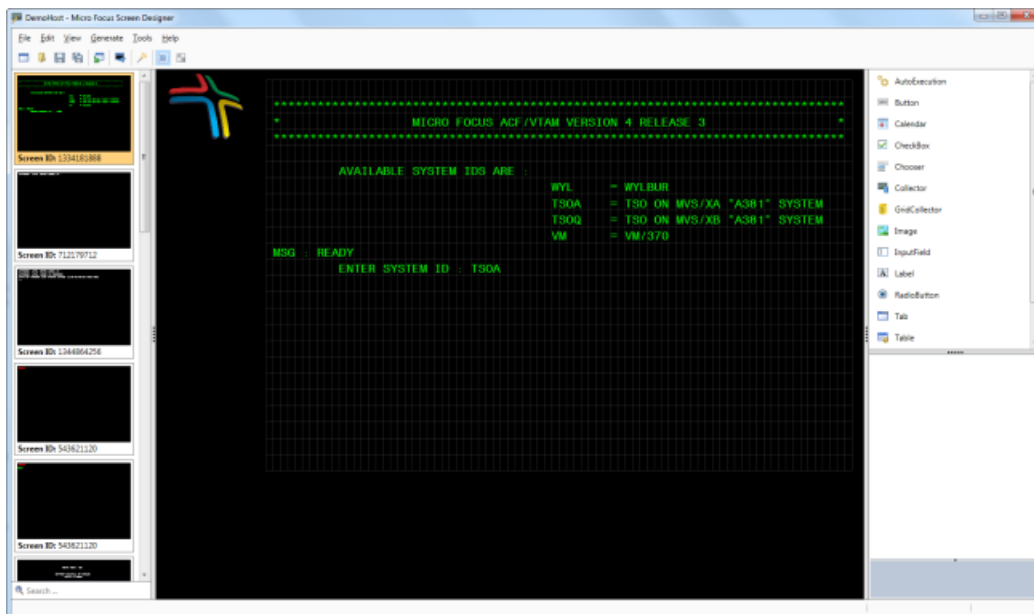 DemoHost - Micro Focus Screen Designer
File Edit View Generate Tools Help
Screen ID: 1334181888
Screen ID: 712179712
Screen ID: 1344864256
Screen ID: 543621120
Screen ID: 543621120
Search ...
*******************************************************************************
* MICRO FOCUS ACF/VTAM VERSION 4 RELEASE 3 *
*******************************************************************************
AVAILABLE SYSTEM IDS ARE :
WYL = WYLBUR
TSOA = TSO ON MVS/XA "A381" SYSTEM
TSOQ = TSO ON MVS/XB "A381" SYSTEM
VM = VM/370
MSG : READY
ENTER SYSTEM ID : TSOA
AutoExecution
Button
Calendar
CheckBox
Chooser
Collector
GridCollector
Image
InputField
Label
RadioButton
Tab
Table